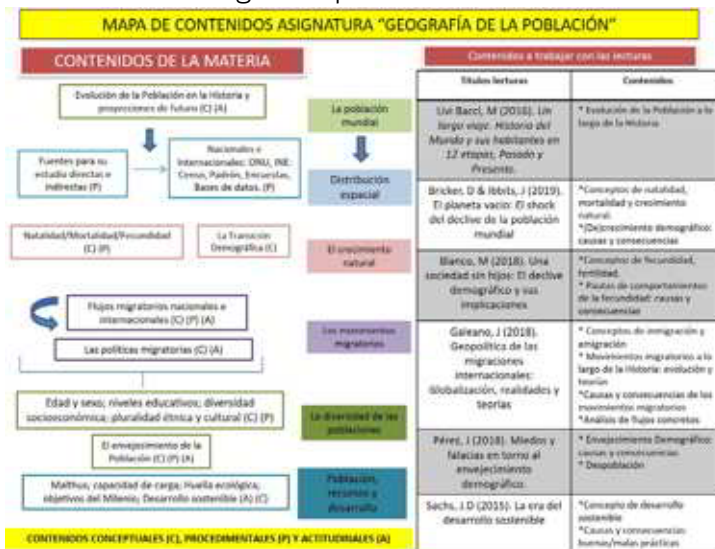 MAPA DE CONTENIDOS ASIGNATURA "GEOGRAFÍA DE LA POBLACIÓN"
CONTENIDOS DE LA MATERIA
Evolución de la Población en la Historia y
proyecciones de futuro (C) (A)
La población
mundial
Fuentes para su
estudio directas e
indirectas (P)
Nacionales e
Internacionales: ONU, INE:
Censo, Padrón, Encuestas,
Bases de datos. (P)
Distribución
espacial
Natalidad/Mortalidad/Fecundidad
(C) (P)
La Transición
Demográfica (C)
El crecimiento
natural
Flujos migratorios nacionales e
internacionales (C) (P) (A)
Las políticas migratorias (C) (A)
Los movimientos
migratorios
Edad y sexo; niveles educativos; diversidad
socioeconómica; pluralidad étnica y cultural (C) (P)
La diversidad de las
poblaciones
El envejecimiento de la
Población (C) (P) (A)
Malthus, capacidad de carga; Huella ecológica;
objetivos del Milenio; Desarrollo sostenible (A) (C)
Población,
recursos y
desarrollo
CONTENIDOS CONCEPTUALES (C), PROCEDIMENTALES (P) Y ACTITUDINALES (A)
Contenidos a trabajar con las lecturas
Títulos lecturas
Contenidos
Livi Bacci, M (2016). Un
largo viaje. Historia del
Mundo y sus habitantes en
12 etapas, Pasado y
Presente.
* Evolución de la Población a lo
largo de la Historia
Bricker, D & Ibbits, J (2019).
El planeta vacío: El shock
del declive de la población
mundial
*Conceptos de natalidad,
mortalidad y crecimiento
natural.
*(De)crecimiento demográfico:
causas y consecuencias
Blanco, M (2018). Una
sociedad sin hijos: El declive
demográfico y sus
implicaciones
*Conceptos de fecundidad,
fertilidad.
* Pautas de comportamientos
de la fecundidad: causas y
consecuencias
Galeano, J (2018).
Geopolítica de las
migraciones
internacionales:
Globalización, realidades y
teorías
* Conceptos de inmigración y
emigración
* Movimientos migratorios a lo
largo de la Historia: evolución y
teorías
*Causas y consecuencias de los
movimientos migratorios
*Análisis de flujos concretos
Pérez, J (2018). Miedos y
falacias en torno al
envejecimiento
demográfico.
* Envejecimiento Demográfico:
causas y consecuencias
* Despoblación
Sachs, J.D (2015). La era del
desarrollo sostenible
*Concepto de desarrollo
sostenible
*Causas y consecuencias:
buenas/malas prácticas